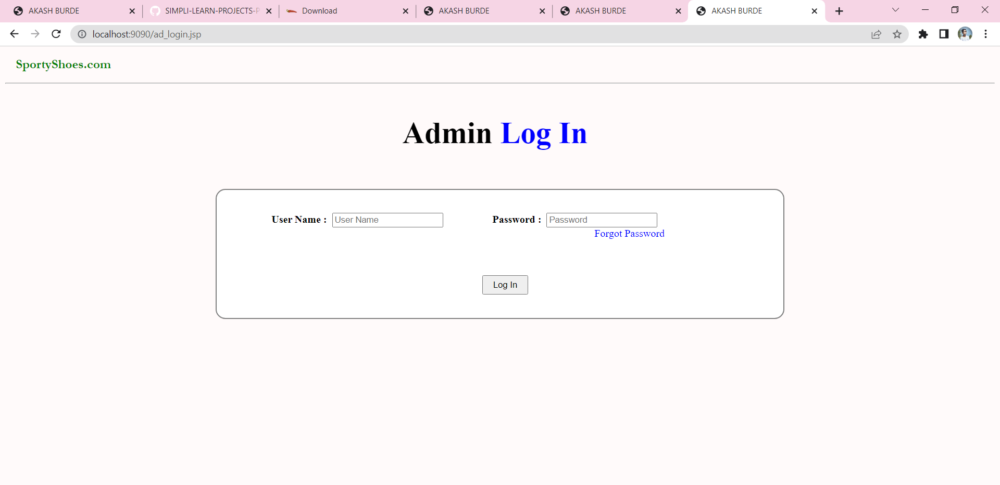 AKASH BURDE
SIMPLI-LEARN-PROJECTS-P
Download
AKASH BURDE
AKASH BURDE
AKASH BURDE
localhost:9090/ad_login.jsp
SportyShoes.com
Admin Log In
User Name : User Name Password : Password
Forgot Password
Log In